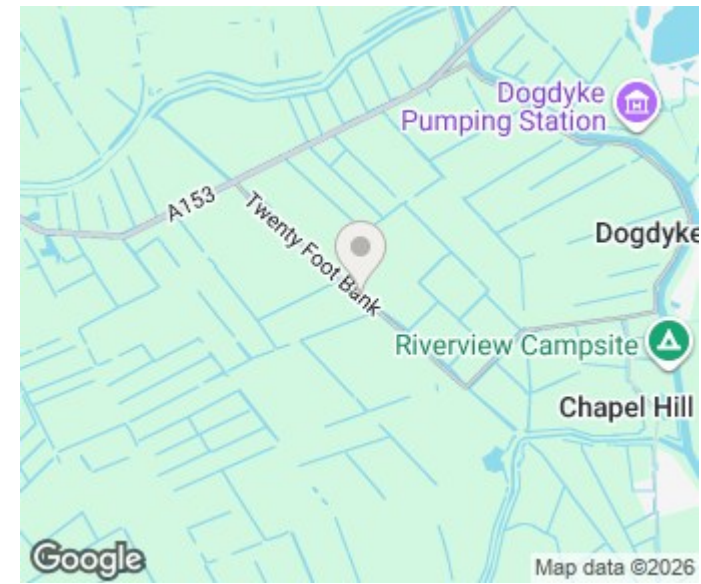 Dogdyke
Pumping Station
A153
Twenty Foot Bank
Dogdyke
Riverview Campsite
Chapel Hill
Google
Map data ©2026